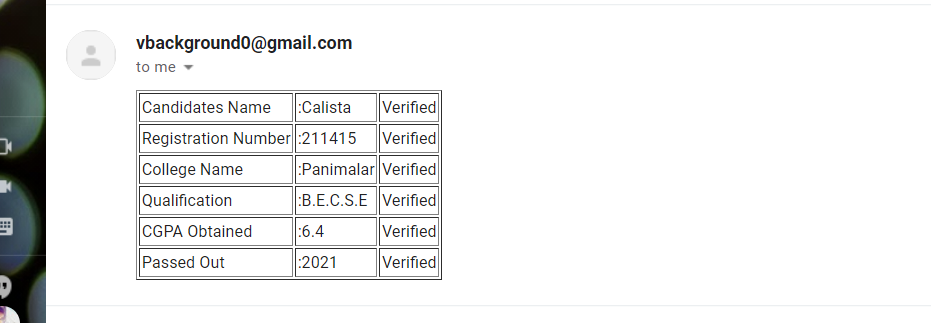 vbackground0@gmail.com
to me
Candidates Name :Calista Verified
Registration Number :211415 Verified
College Name :Panimalar Verified
Qualification :B.E.C.S.E Verified
CGPA Obtained :6.4 Verified
Passed Out :2021 Verified